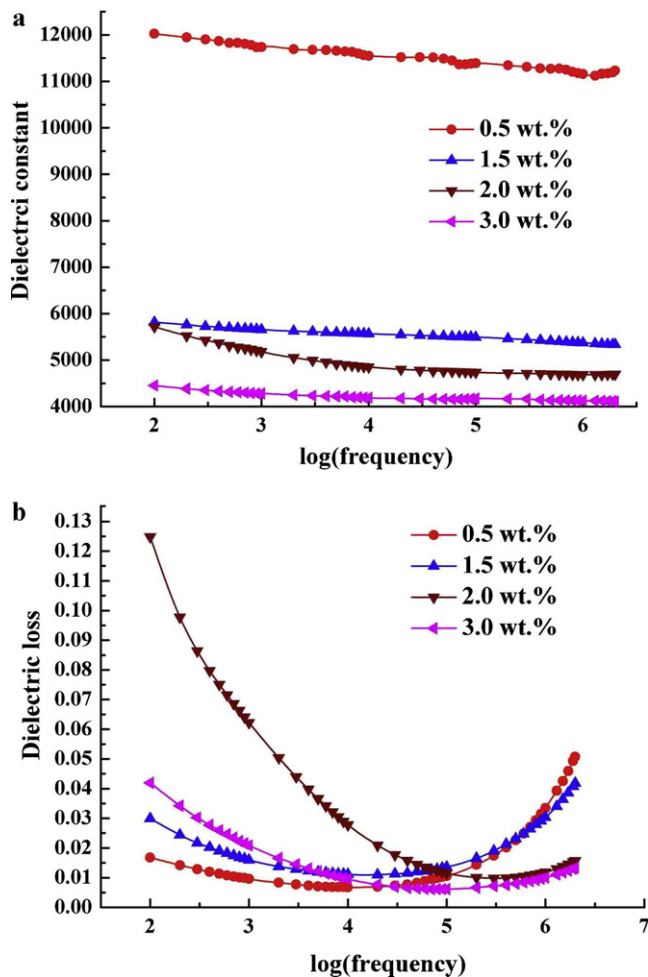 a
12000
11000
10000
9000
8000
7000
6000
5000
4000
Dielectrci constant
0.5 wt.%
1.5 wt.%
2.0 wt.%
3.0 wt.%
2 3 4 5 6
log(frequency)
b
0.13
0.12
0.11
0.10
0.09
0.08
0.07
0.06
0.05
0.04
0.03
0.02
0.01
0.00
Dielectric loss
0.5 wt.%
1.5 wt.%
2.0 wt.%
3.0 wt.%
2 3 4 5 6 7
log(frequency)